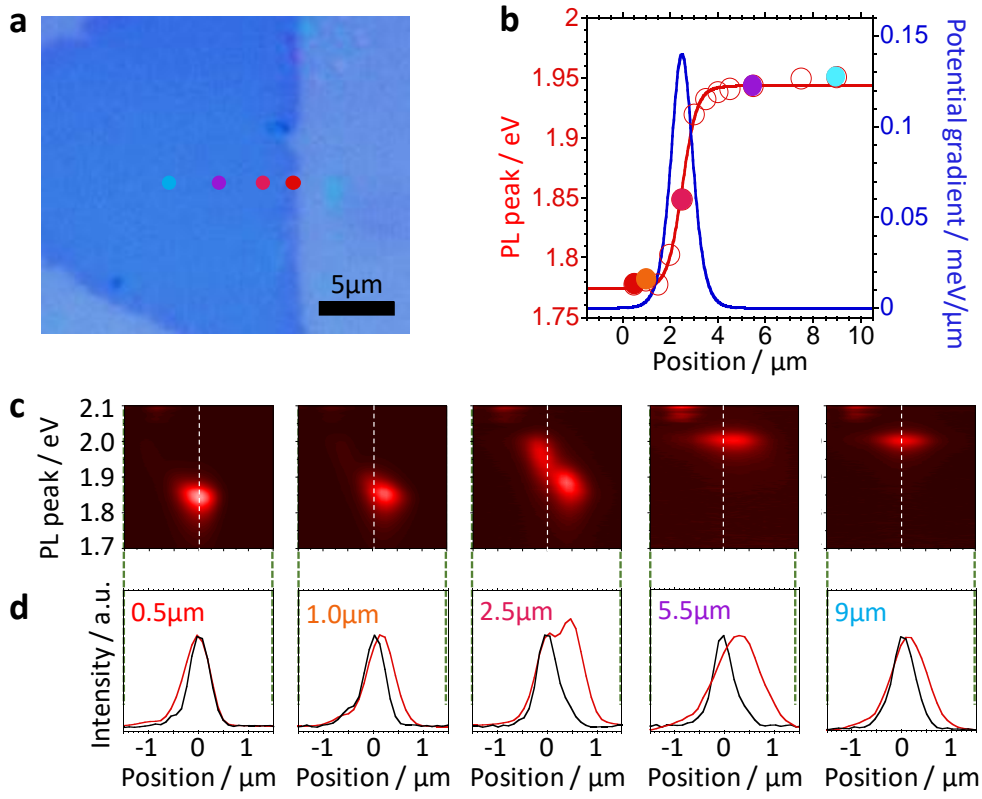 a
5μm
b
PL peak / eV
2
1.95
1.9
1.85
1.8
1.75
0 2 4 6 8 10
Position / μm
0.15
0.1
0.05
0
Potential gradient / meV/μm
c
PL peak / eV
2.1
2.0
1.9
1.8
1.7
d
Intensity / a.u.
0.5μm 1.0μm 2.5μm 5.5μm 9μm
-1 0 1 -1 0 1 -1 0 1 -1 0 1 -1 0 1
Position / μm Position / μm Position / μm Position / μm Position / μm